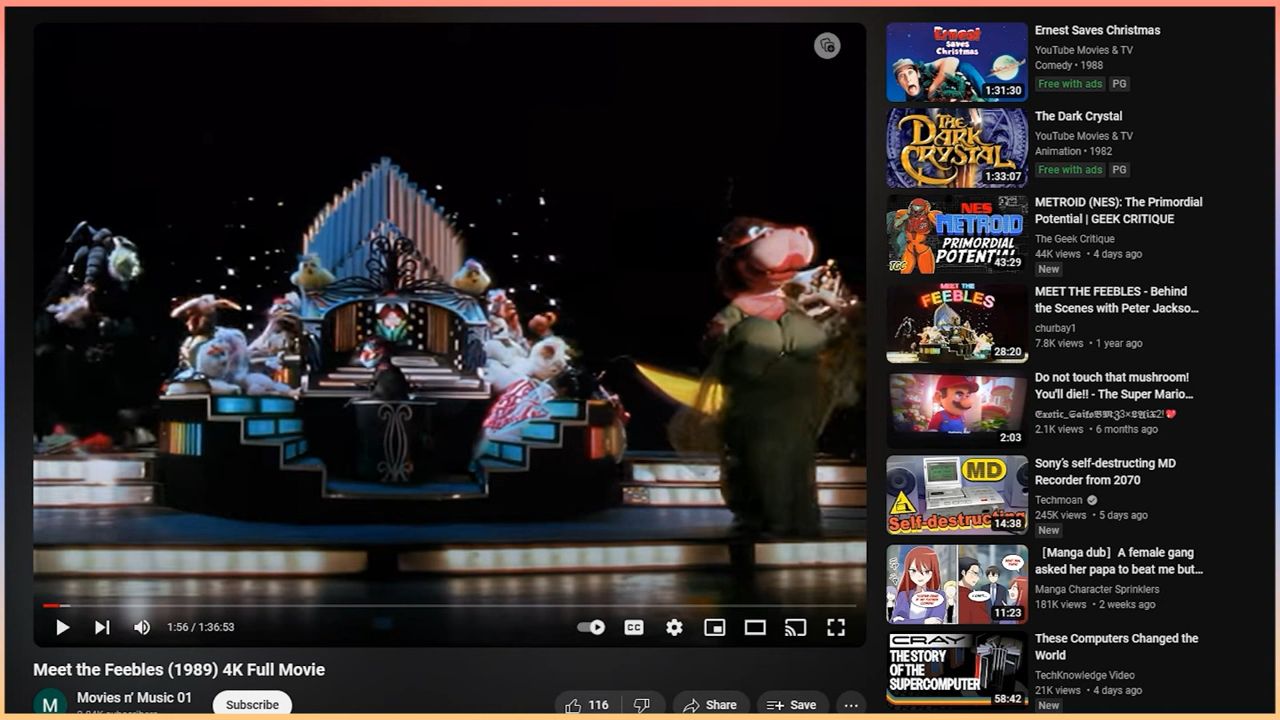 1:56 / 1:36:53
CC
Meet the Feebles (1989) 4K Full Movie
M
Movies n' Music 01
Subscribe
116
Share
Save
Ernest
Saves
Christmas
1:31:30
Ernest Saves Christmas
YouTube Movies & TV
Comedy • 1988
Free with ads
PG
THE
DARK
CRYSTAL
1:33:07
The Dark Crystal
YouTube Movies & TV
Animation • 1982
Free with ads
PG
NES
METROID
PRIMORDIAL
POTENTIAL
TGC
43:29
METROID (NES): The Primordial
Potential | GEEK CRITIQUE
The Geek Critique
44K views • 4 days ago
New
MEET THE
FEEBLES
28:20
MEET THE FEEBLES - Behind
the Scenes with Peter Jackso...
churbay1
7.8K views • 1 year ago
2:03
Do not touch that mushroom!
You'll die!! - The Super Mario...
2.1K views • 6 months ago
MD
Self-destructing
14:38
Sony's self-destructing MD
Recorder from 2070
Techmoan
245K views • 5 days ago
New
11:23
［Manga dub］A female gang
asked her papa to beat me but...
Manga Character Sprinklers
181K views • 2 weeks ago
CRAY
THE STORY
OF THE
SUPERCOMPUTER
58:42
These Computers Changed the
World
TechKnowledge Video
21K views • 4 days ago
New